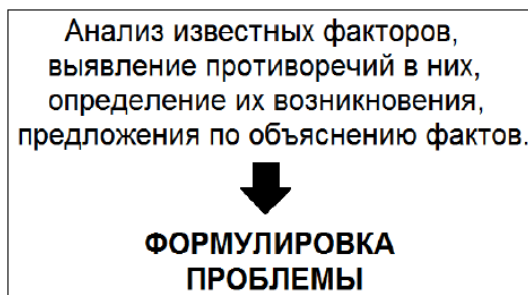 Анализ известных факторов,
выявление противоречий в них,
определение их возникновения,
предложения по объяснению фактов.
ФОРМУЛИРОВКА
ПРОБЛЕМЫ